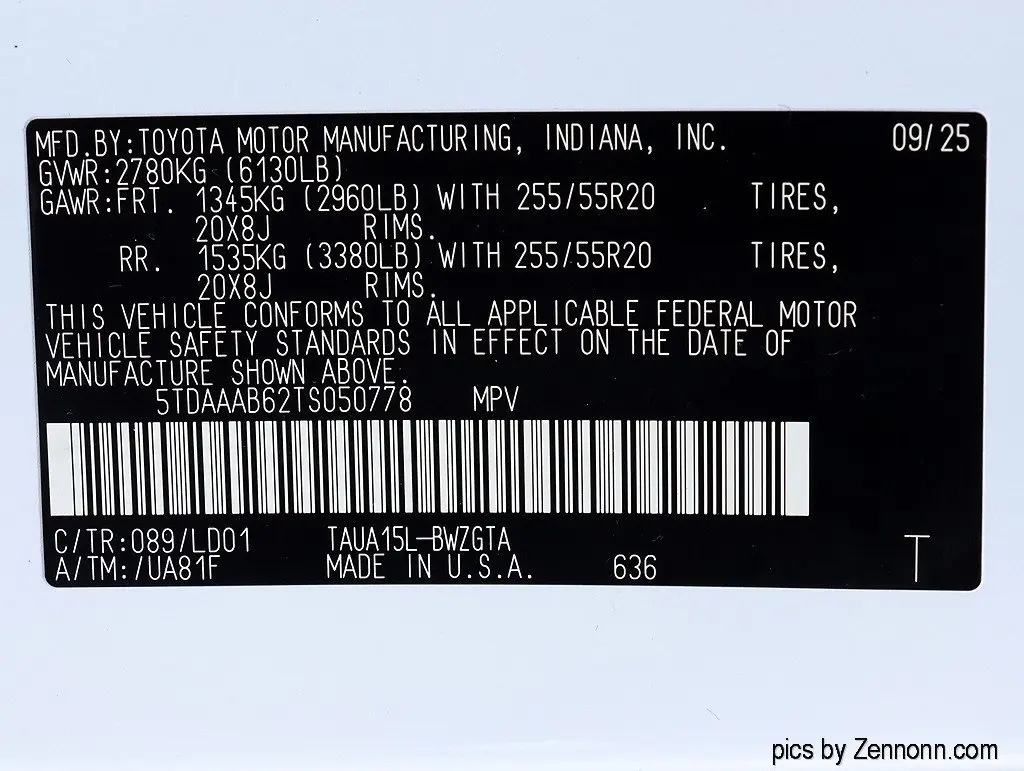 MFD.BY:TOYOTA MOTOR MANUFACTURING, INDIANA, INC. 09/25
GVWR:2780KG (6130LB)
GAWR:FRT. 1345KG (2960LB) WITH 255/55R20 TIRES,
20X8J RIMS.
RR. 1535KG (3380LB) WITH 255/55R20 TIRES,
20X8J RIMS.
THIS VEHICLE CONFORMS TO ALL APPLICABLE FEDERAL MOTOR
VEHICLE SAFETY STANDARDS IN EFFECT ON THE DATE OF
MANUFACTURE SHOWN ABOVE.
5TDAAAB62TS050778 MPV
C/TR:089/LD01 TAUA15L-BWZGTA
A/TM:/UA81F MADE IN U.S.A. 636 T
pics by Zennonn.com